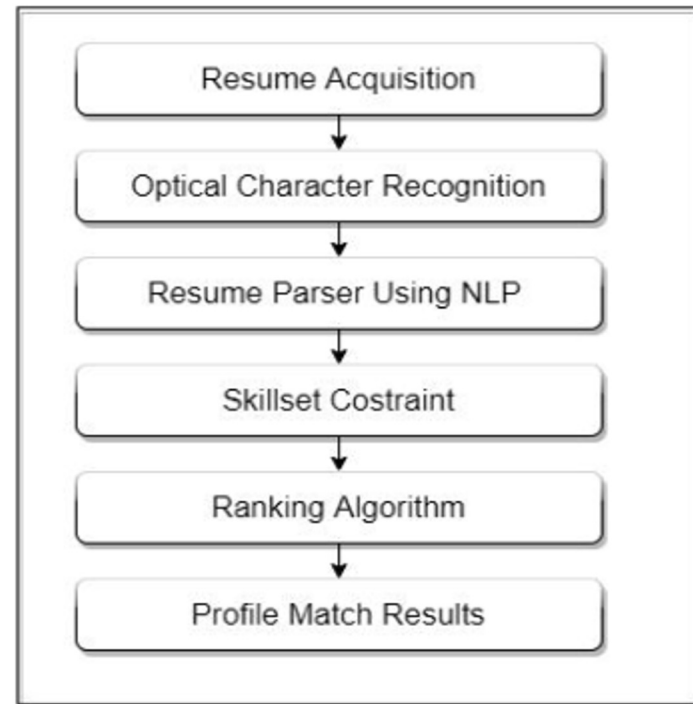 Resume Acquisition
Optical Character Recognition
Resume Parser Using NLP
Skillset Costraint
Ranking Algorithm
Profile Match Results